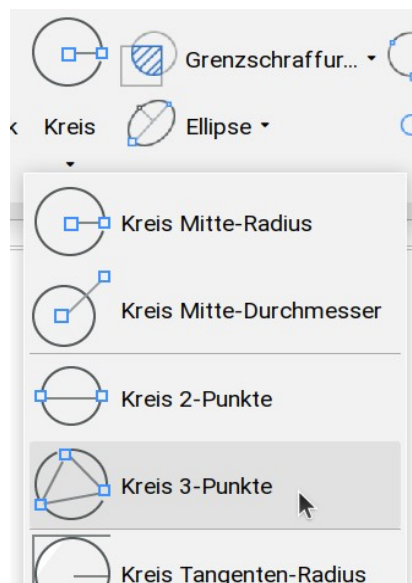 Grenzschraffur...
Kreis
Ellipse
Kreis Mitte-Radius
Kreis Mitte-Durchmesser
Kreis 2-Punkte
Kreis 3-Punkte
Kreis Tangenten-Radius